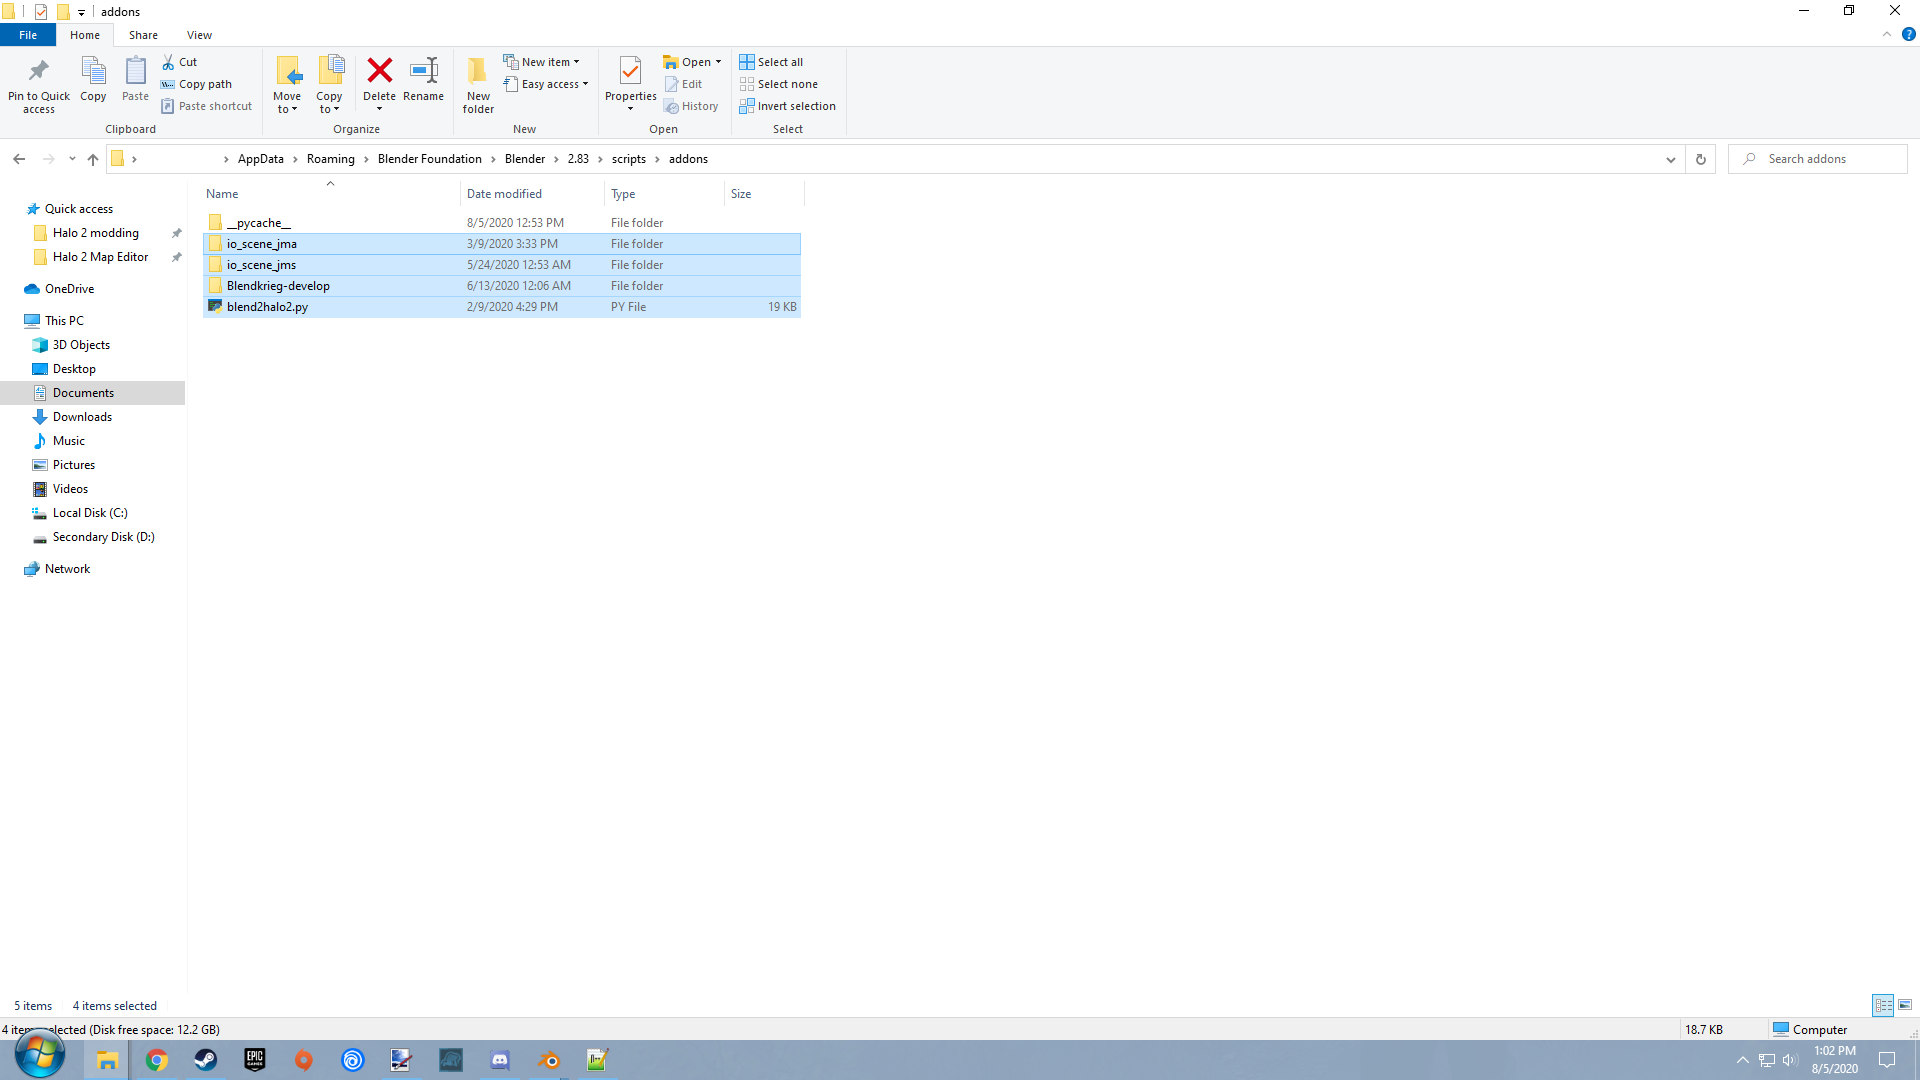 addons
File Home Share View
Pin to Quick access
Copy
Paste
Cut
Copy path
Paste shortcut
Clipboard
Move to
Copy to
Delete
Rename
Organize
New folder
New item
Easy access
New
Properties
Open
Edit
History
Open
Select all
Select none
Invert selection
Select
AppData Roaming Blender Foundation Blender 2.83 scripts addons
Search addons
Quick access
Halo 2 modding
Halo 2 Map Editor
OneDrive
This PC
3D Objects
Desktop
Documents
Downloads
Music
Pictures
Videos
Local Disk (C:)
Secondary Disk (D:)
Network
Name Date modified Type Size
__pycache__ 8/5/2020 12:53 PM File folder
io_scene_jma 3/9/2020 3:33 PM File folder
io_scene_jms 5/24/2020 12:53 AM File folder
Blendkrieg-develop 6/13/2020 12:06 AM File folder
blend2halo2.py 2/9/2020 4:29 PM PY File 19 KB
5 items 4 items selected
(Disk free space: 12.2 GB) 18.7 KB Computer
EPIC GAMES
1:02 PM
8/5/2020